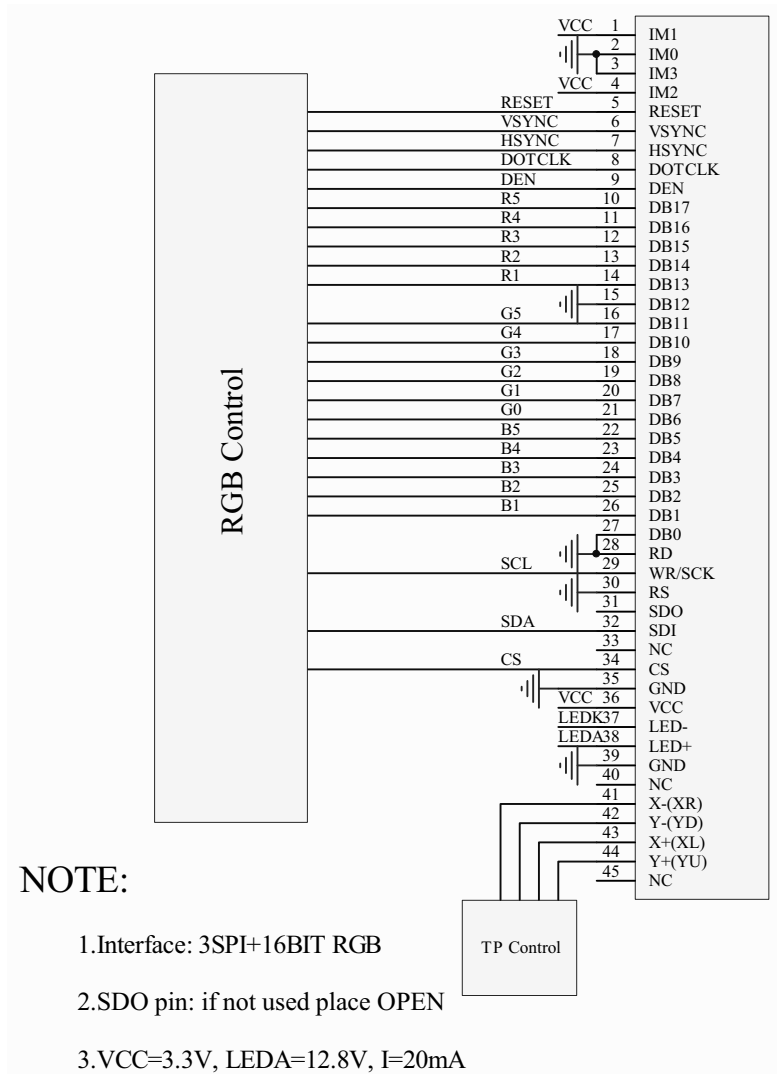 VCC 1 IM1
2 IM0
3 IM3
VCC 4 IM2
RESET 5 RESET
VSYNC 6 VSYNC
HSYNC 7 HSYNC
DOTCLK 8 DOTCLK
DEN 9 DEN
R5 10 DB17
R4 11 DB16
R3 12 DB15
R2 13 DB14
R1 14 DB13
15 DB12
G5 16 DB11
G4 17 DB10
G3 18 DB9
G2 19 DB8
G1 20 DB7
G0 21 DB6
B5 22 DB5
B4 23 DB4
B3 24 DB3
B2 25 DB2
B1 26 DB1
27 DB0
28 RD
SCL 29 WR/SCK
30 RS
31 SDO
SDA 32 SDI
33 NC
CS 34 CS
35 GND
VCC 36 VCC
LEDK 37 LED-
LEDA 38 LED+
39 GND
40 NC
41 X-(XR)
42 Y-(YD)
43 X+(XL)
44 Y+(YU)
45 NC
RGB Control
TP Control
NOTE:
1.Interface: 3SPI+16BIT RGB
2.SDO pin: if not used place OPEN
3.VCC=3.3V, LEDA=12.8V, I=20mA